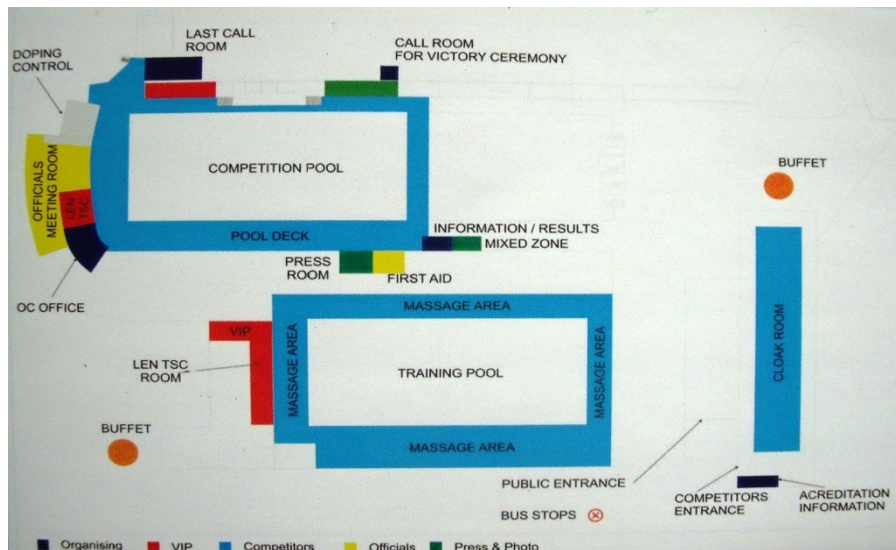 LAST CALL
ROOM
CALL ROOM
FOR VICTORY CEREMONY
DOPING
CONTROL
OFFICIALS
MEETING ROOM
LEN
TSC
COMPETITION POOL
BUFFET
POOL DECK
INFORMATION / RESULTS
MIXED ZONE
PRESS
ROOM
FIRST AID
OC OFFICE
MASSAGE AREA
VIP
LEN TSC
ROOM
MASSAGE AREA
TRAINING POOL
MASSAGE AREA
CLOAK ROOM
BUFFET
MASSAGE AREA
PUBLIC ENTRANCE
COMPETITORS
ENTRANCE
ACREDITATION
INFORMATION
BUS STOPS
Organising
VIP
Competitors
Officials
Press & Photo